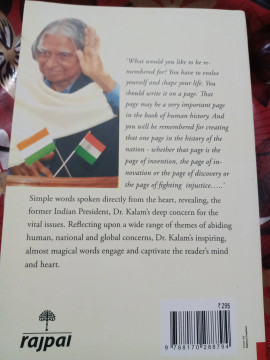 'What would you like to be re-
membered for? You have to evolve
yourself and shape your life. You
should write it on a page. That
page may be a very important page
in the book of human history. And
you will be remembered for creating
that one page in the history of the
nation - whether that page is the
page of invention, the page of in-
novation or the page of discovery or
the page of fighting injustice.....'
Simple words spoken directly from the heart, revealing, the
former Indian President, Dr. Kalam's deep concern for the
vital issues. Reflecting upon a wide range of themes of abiding
human, national and global concerns, Dr. Kalam's inspiring,
almost magical words engage and captivate the reader's mind
and heart.
₹295
rajpal